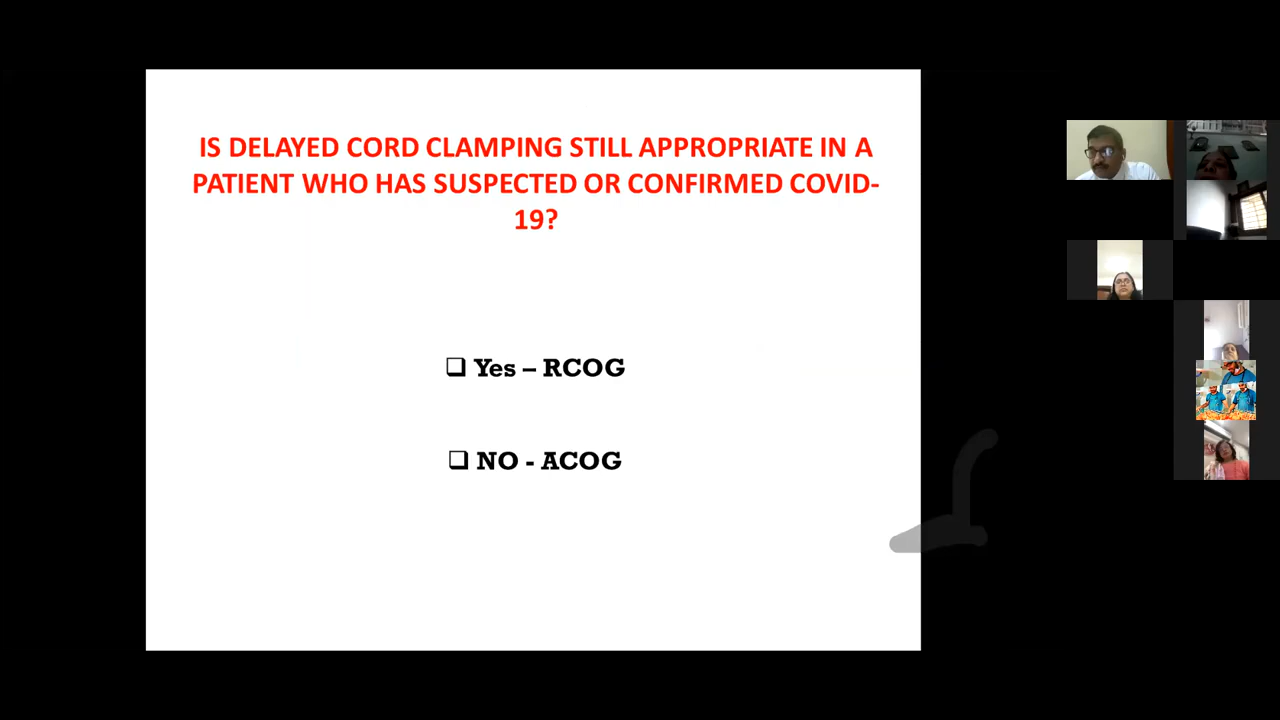 IS DELAYED CORD CLAMPING STILL APPROPRIATE IN A
PATIENT WHO HAS SUSPECTED OR CONFIRMED COVID-
19?
❑ Yes – RCOG
❑ NO - ACOG